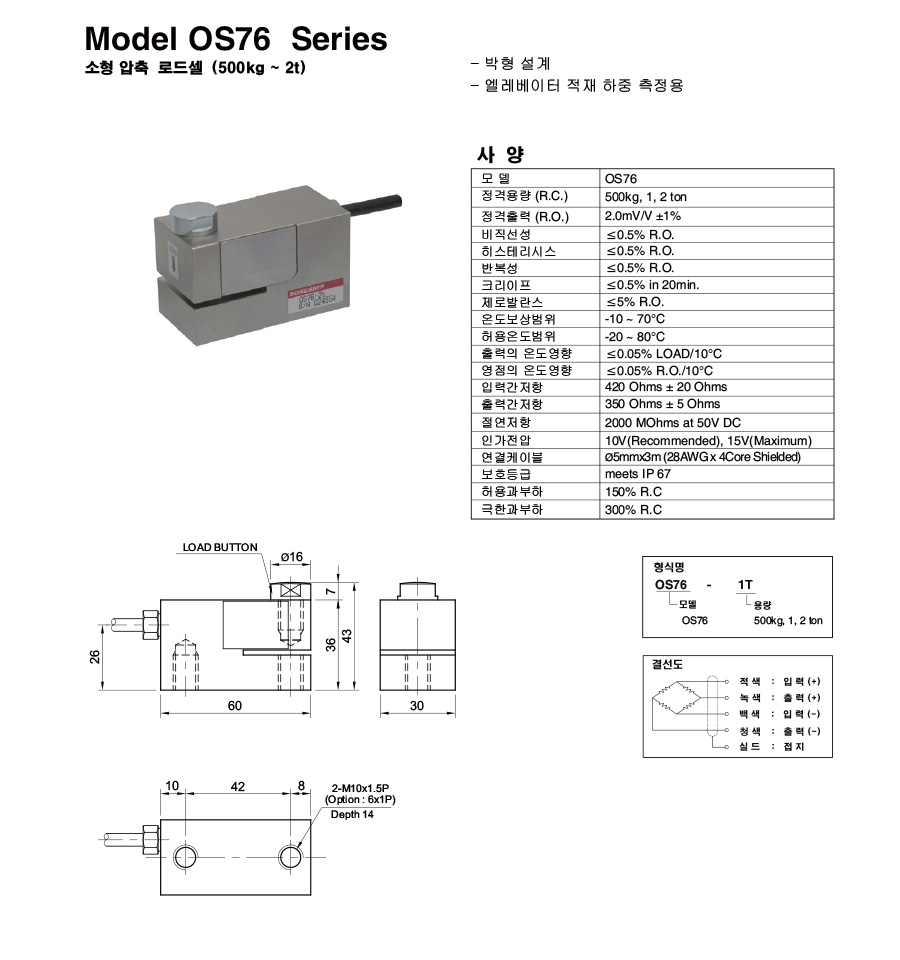 Model OS76 Series
소형 압축 로드셀 (500kg ~ 2t)
– 박형 설계
– 엘레베이터 적재 하중 측정용
사 양
모 델 OS76
정격용량 (R.C.) 500kg, 1, 2 ton
정격출력 (R.O.) 2.0mV/V ±1%
비직선성 ≤0.5% R.O.
히스테리시스 ≤0.5% R.O.
반복성 ≤0.5% R.O.
크리이프 ≤0.5% in 20min.
제로발란스 ≤5% R.O.
온도보상범위 -10 ~ 70°C
허용온도범위 -20 ~ 80°C
출력의 온도영향 ≤0.05% LOAD/10°C
영점의 온도영향 ≤0.05% R.O./10°C
입력간저항 420 Ohms ± 20 Ohms
출력간저항 350 Ohms ± 5 Ohms
절연저항 2000 MOhms at 50V DC
인가전압 10V(Recommended), 15V(Maximum)
연결케이블 Ø5mmx3m (28AWG x 4Core Shielded)
보호등급 meets IP 67
허용과부하 150% R.C
극한과부하 300% R.C
BONGSHIN
LOAD BUTTON
Ø16
7
36
43
26
60
30
형식명
OS76 - 1T
모델 용량
OS76 500kg, 1, 2 ton
결선도
적색 : 입력 (+)
녹색 : 출력 (+)
백색 : 입력 (–)
청색 : 출력 (–)
실드 : 접지
10 42 8
2-M10x1.5P
(Option : 6x1P)
Depth 14